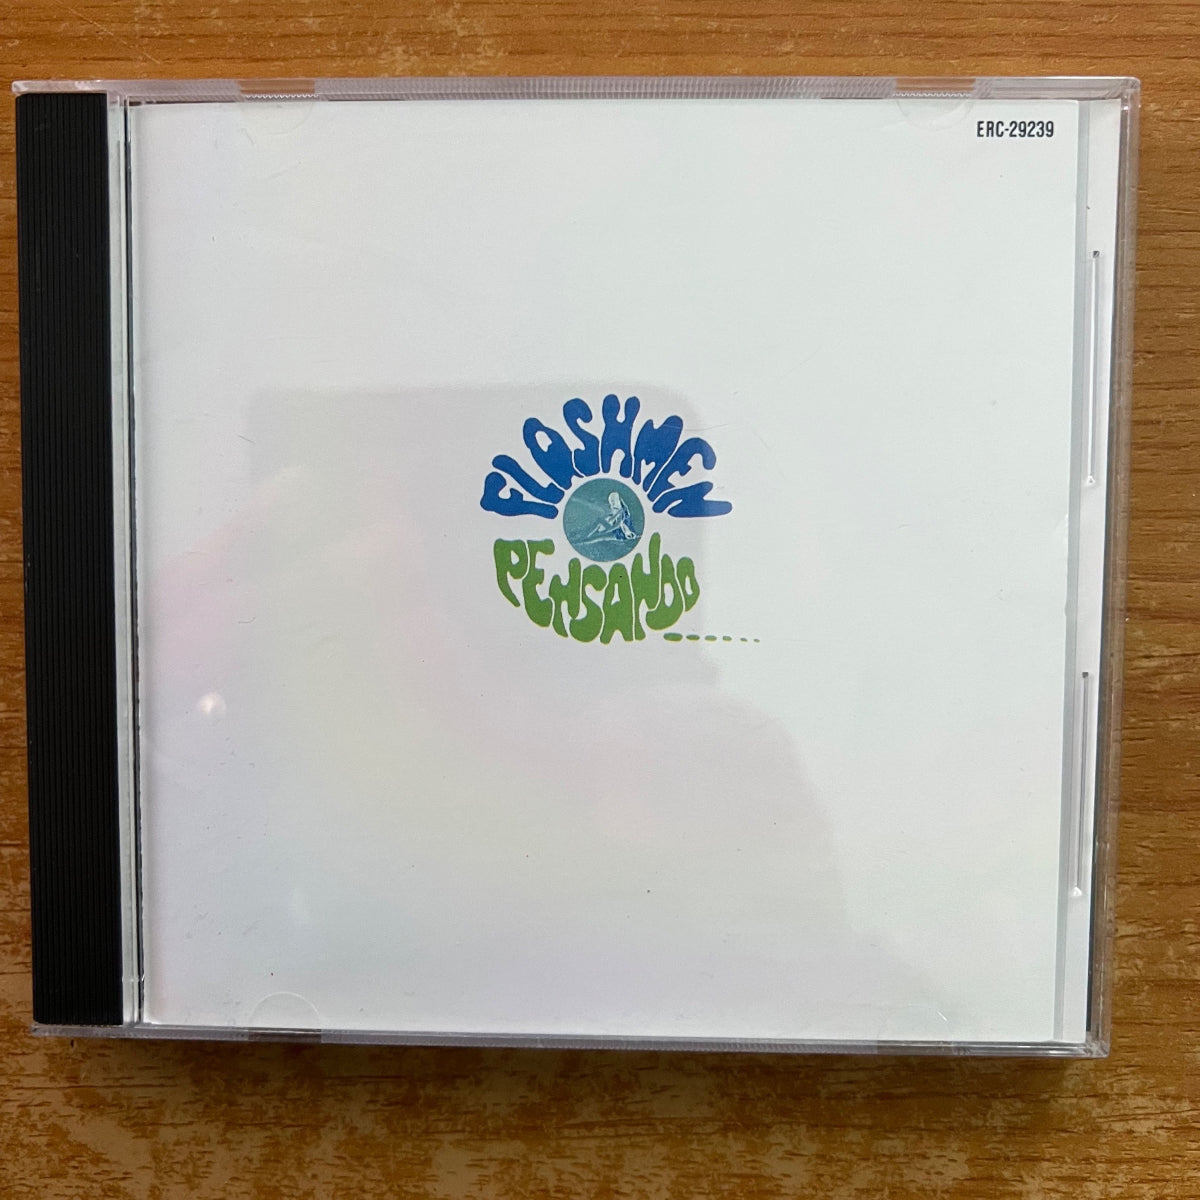 ERC-29239
FLASHMEN
PENSANDO......